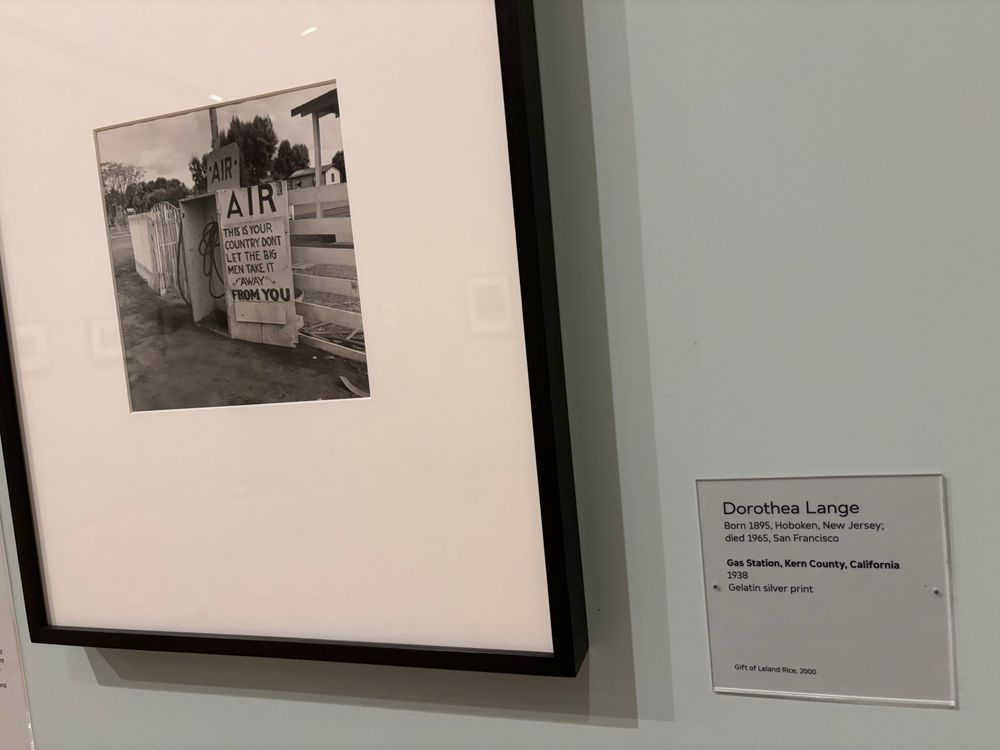 ·AIR·
AIR
THIS IS YOUR
COUNTRY DONT
LET THE BIG
MEN TAKE IT
AWAY
FROM YOU
Dorothea Lange
Born 1895, Hoboken, New Jersey;
died 1965, San Francisco
Gas Station, Kern County, California
1938
Gelatin silver print
Gift of Leland Rice, 2000